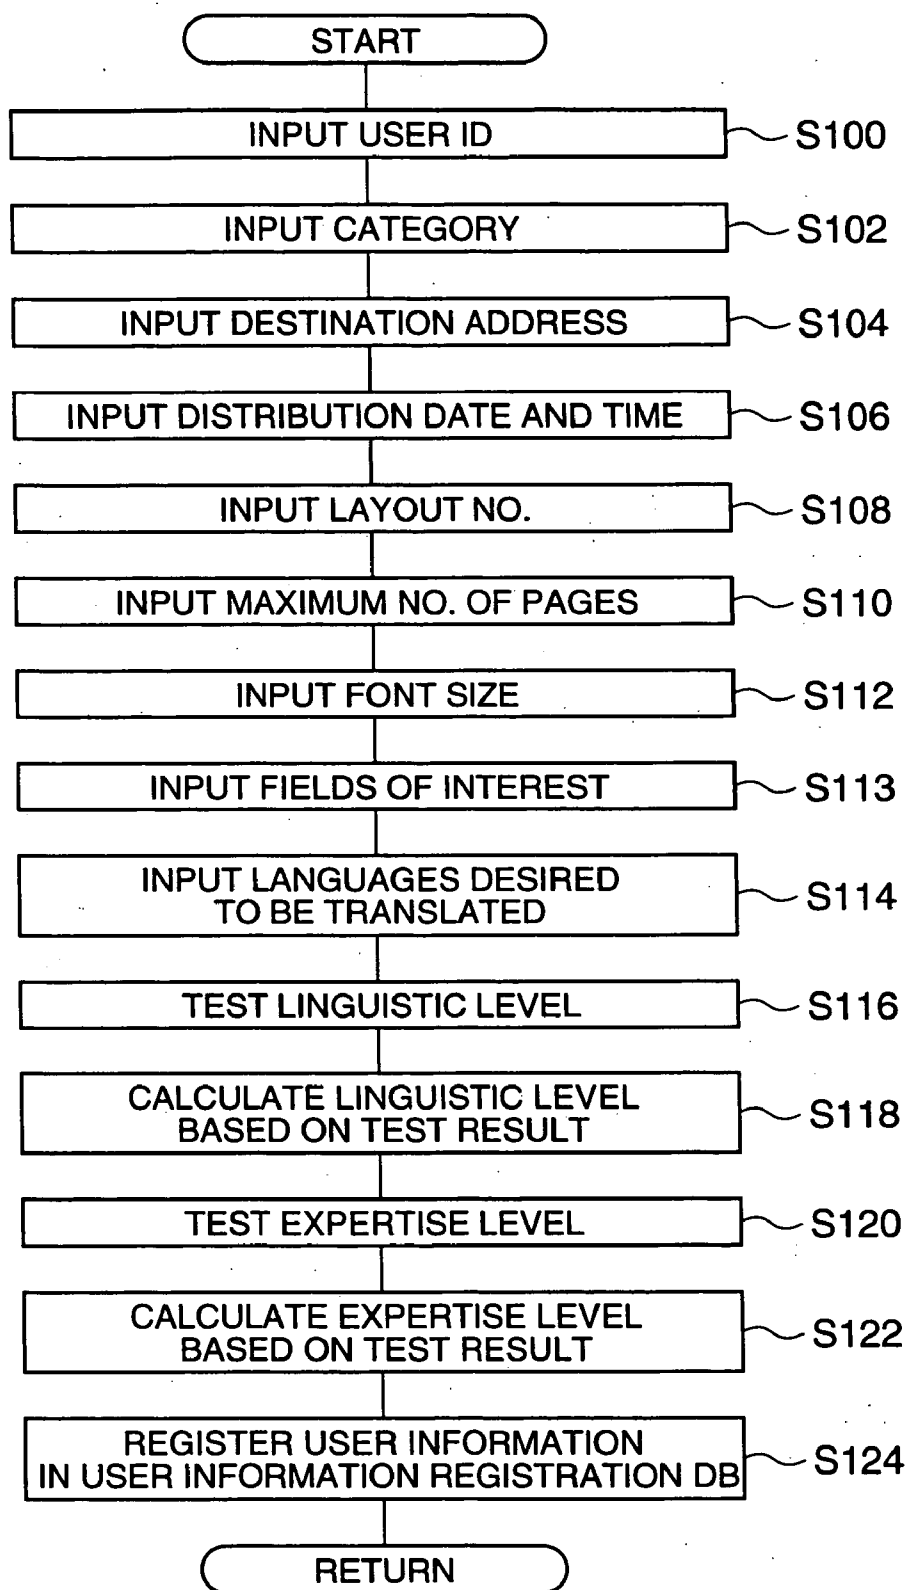 START
INPUT USER ID
S100
INPUT CATEGORY
S102
INPUT DESTINATION ADDRESS
S104
INPUT DISTRIBUTION DATE AND TIME
S106
INPUT LAYOUT NO.
S108
INPUT MAXIMUM NO. OF PAGES
S110
INPUT FONT SIZE
S112
INPUT FIELDS OF INTEREST
S113
INPUT LANGUAGES DESIRED
TO BE TRANSLATED
S114
TEST LINGUISTIC LEVEL
S116
CALCULATE LINGUISTIC LEVEL
BASED ON TEST RESULT
S118
TEST EXPERTISE LEVEL
S120
CALCULATE EXPERTISE LEVEL
BASED ON TEST RESULT
S122
REGISTER USER INFORMATION
IN USER INFORMATION REGISTRATION DB
S124
RETURN